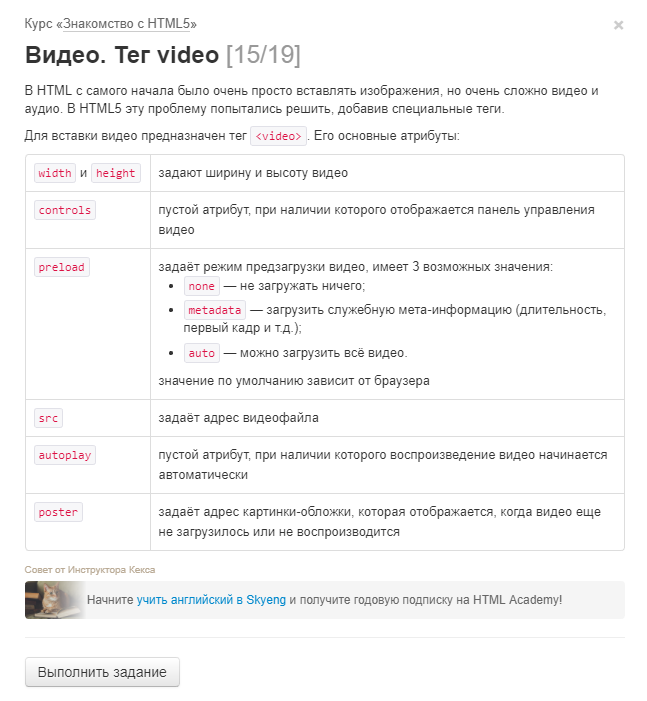 Курс «Знакомство с HTML5»
×
Видео. Тег video [15/19]
В HTML с самого начала было очень просто вставлять изображения, но очень сложно видео и
аудио. В HTML5 эту проблему попытались решить, добавив специальные теги.
Для вставки видео предназначен тег <video>. Его основные атрибуты:
width и height задают ширину и высоту видео
controls пустой атрибут, при наличии которого отображается панель управления
видео
preload задаёт режим предзагрузки видео, имеет 3 возможных значения:
• none — не загружать ничего;
• metadata — загрузить служебную мета-информацию (длительность,
первый кадр и т.д.);
• auto — можно загрузить всё видео.
значение по умолчанию зависит от браузера
src задаёт адрес видеофайла
autoplay пустой атрибут, при наличии которого воспроизведение видео начинается
автоматически
poster задаёт адрес картинки-обложки, которая отображается, когда видео еще
не загрузилось или не воспроизводится
Совет от Инструктора Кекса
Начните учить английский в Skyeng и получите годовую подписку на HTML Academy!
Выполнить задание